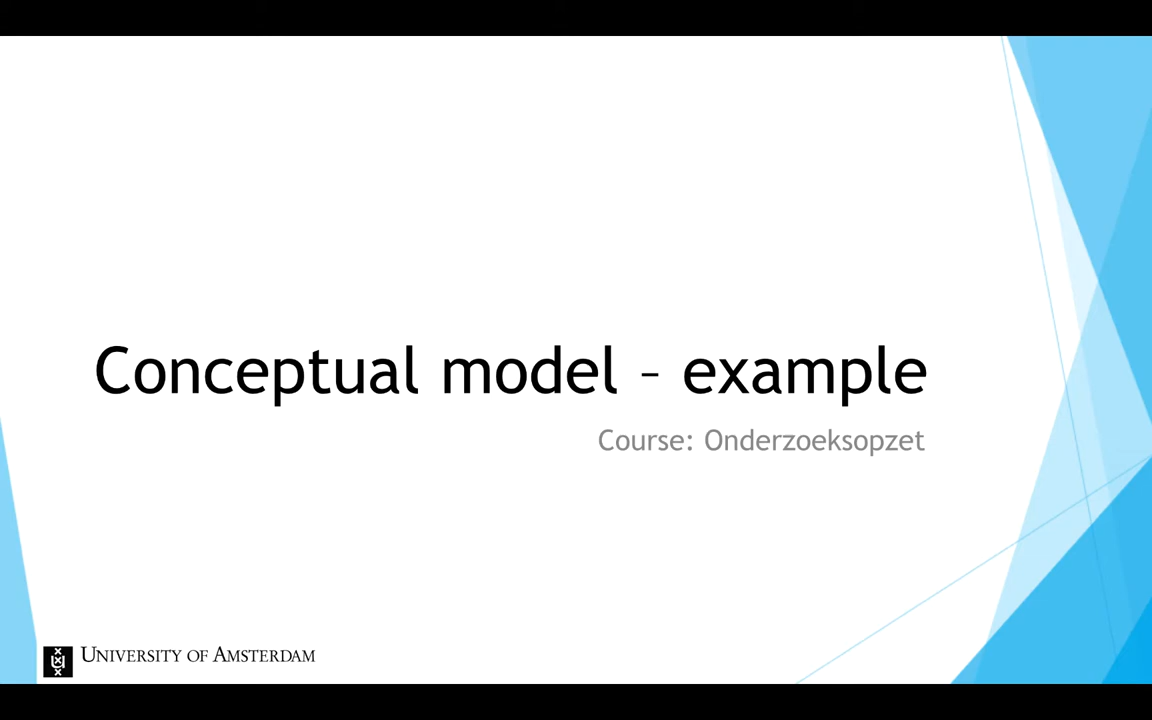 Conceptual model – example
Course: Onderzoeksopzet
UNIVERSITY OF AMSTERDAM